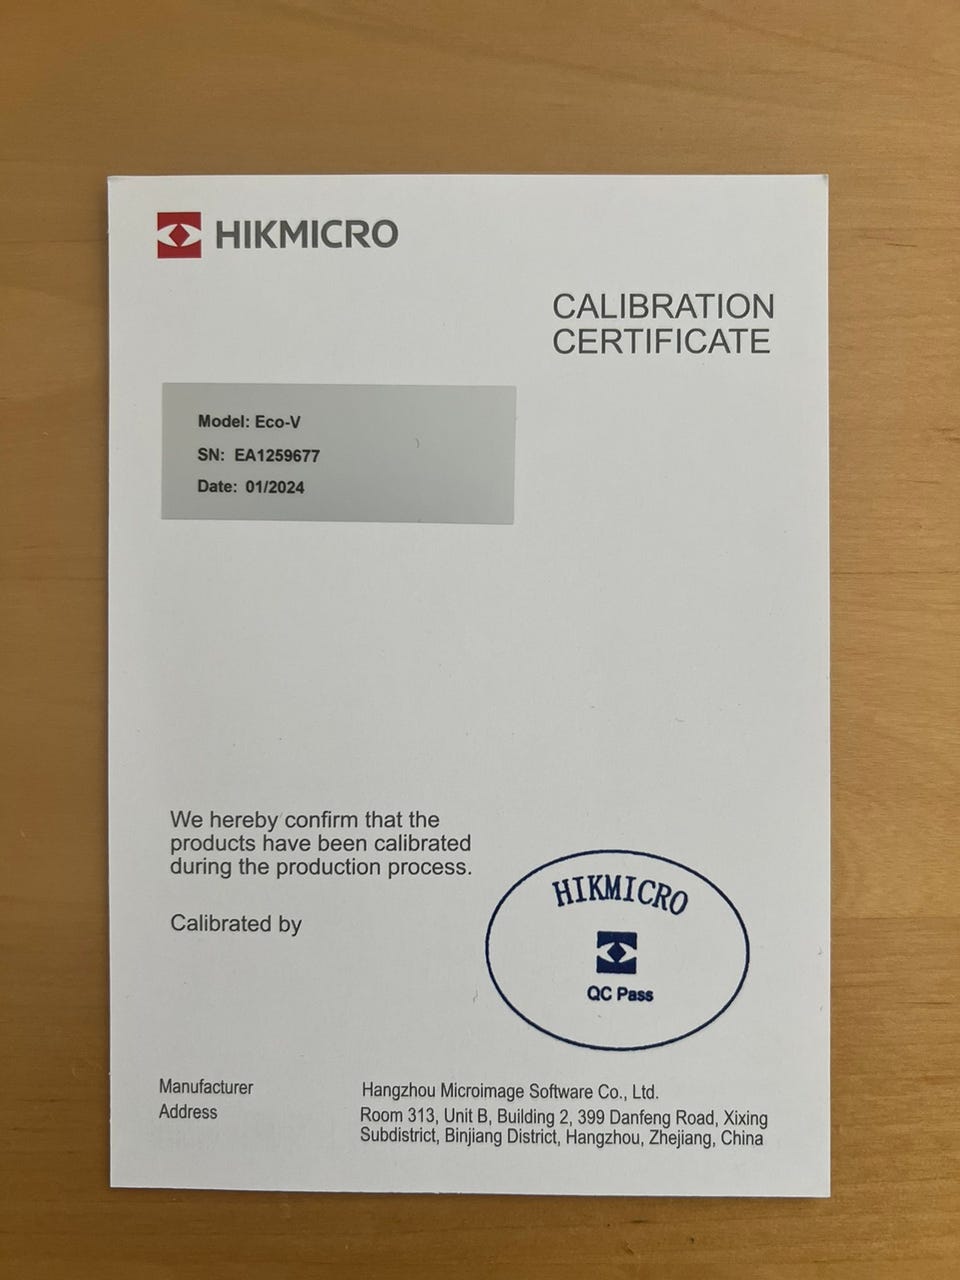 HIKMICRO
CALIBRATION
CERTIFICATE
Model: Eco-V
SN: EA1259677
Date: 01/2024
We hereby confirm that the
products have been calibrated
during the production process.
Calibrated by
HIKMICRO
QC Pass
Manufacturer Hangzhou Microimage Software Co., Ltd.
Address Room 313, Unit B, Building 2, 399 Danfeng Road, Xixing
Subdistrict, Binjiang District, Hangzhou, Zhejiang, China